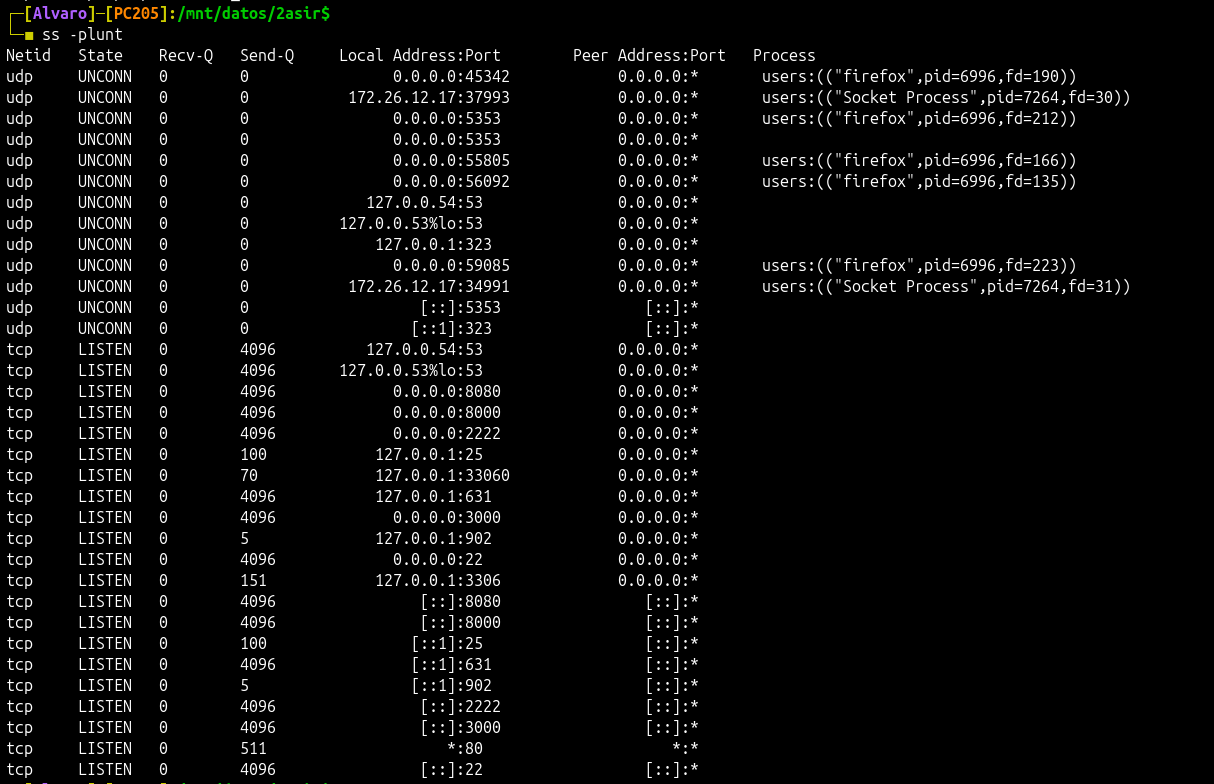 ┌─[Alvaro]─[PC205]:/mnt/datos/2asir$
└─■ ss -plunt
Netid   State    Recv-Q   Send-Q     Local Address:Port        Peer Address:Port   Process
udp     UNCONN   0        0                0.0.0.0:45342            0.0.0.0:*       users:(("firefox",pid=6996,fd=190))
udp     UNCONN   0        0           172.26.12.17:37993            0.0.0.0:*       users:(("Socket Process",pid=7264,fd=30))
udp     UNCONN   0        0                0.0.0.0:5353             0.0.0.0:*       users:(("firefox",pid=6996,fd=212))
udp     UNCONN   0        0                0.0.0.0:5353             0.0.0.0:*
udp     UNCONN   0        0                0.0.0.0:55805            0.0.0.0:*       users:(("firefox",pid=6996,fd=166))
udp     UNCONN   0        0                0.0.0.0:56092            0.0.0.0:*       users:(("firefox",pid=6996,fd=135))
udp     UNCONN   0        0             127.0.0.54:53               0.0.0.0:*
udp     UNCONN   0        0          127.0.0.53%lo:53               0.0.0.0:*
udp     UNCONN   0        0              127.0.0.1:323              0.0.0.0:*
udp     UNCONN   0        0                0.0.0.0:59085            0.0.0.0:*       users:(("firefox",pid=6996,fd=223))
udp     UNCONN   0        0           172.26.12.17:34991            0.0.0.0:*       users:(("Socket Process",pid=7264,fd=31))
udp     UNCONN   0        0                   [::]:5353                [::]:*
udp     UNCONN   0        0                  [::1]:323                 [::]:*
tcp     LISTEN   0        4096          127.0.0.54:53               0.0.0.0:*
tcp     LISTEN   0        4096       127.0.0.53%lo:53               0.0.0.0:*
tcp     LISTEN   0        4096             0.0.0.0:8080             0.0.0.0:*
tcp     LISTEN   0        4096             0.0.0.0:8000             0.0.0.0:*
tcp     LISTEN   0        4096             0.0.0.0:2222             0.0.0.0:*
tcp     LISTEN   0        100            127.0.0.1:25               0.0.0.0:*
tcp     LISTEN   0        70             127.0.0.1:33060            0.0.0.0:*
tcp     LISTEN   0        4096           127.0.0.1:631              0.0.0.0:*
tcp     LISTEN   0        4096             0.0.0.0:3000             0.0.0.0:*
tcp     LISTEN   0        5              127.0.0.1:902              0.0.0.0:*
tcp     LISTEN   0        4096             0.0.0.0:22               0.0.0.0:*
tcp     LISTEN   0        151            127.0.0.1:3306             0.0.0.0:*
tcp     LISTEN   0        4096                [::]:8080                [::]:*
tcp     LISTEN   0        4096                [::]:8000                [::]:*
tcp     LISTEN   0        100                [::1]:25                  [::]:*
tcp     LISTEN   0        4096               [::1]:631                 [::]:*
tcp     LISTEN   0        5                  [::1]:902                 [::]:*
tcp     LISTEN   0        4096                [::]:2222                [::]:*
tcp     LISTEN   0        4096                [::]:3000                [::]:*
tcp     LISTEN   0        511                    *:80                     *:*
tcp     LISTEN   0        4096                [::]:22                  [::]:*